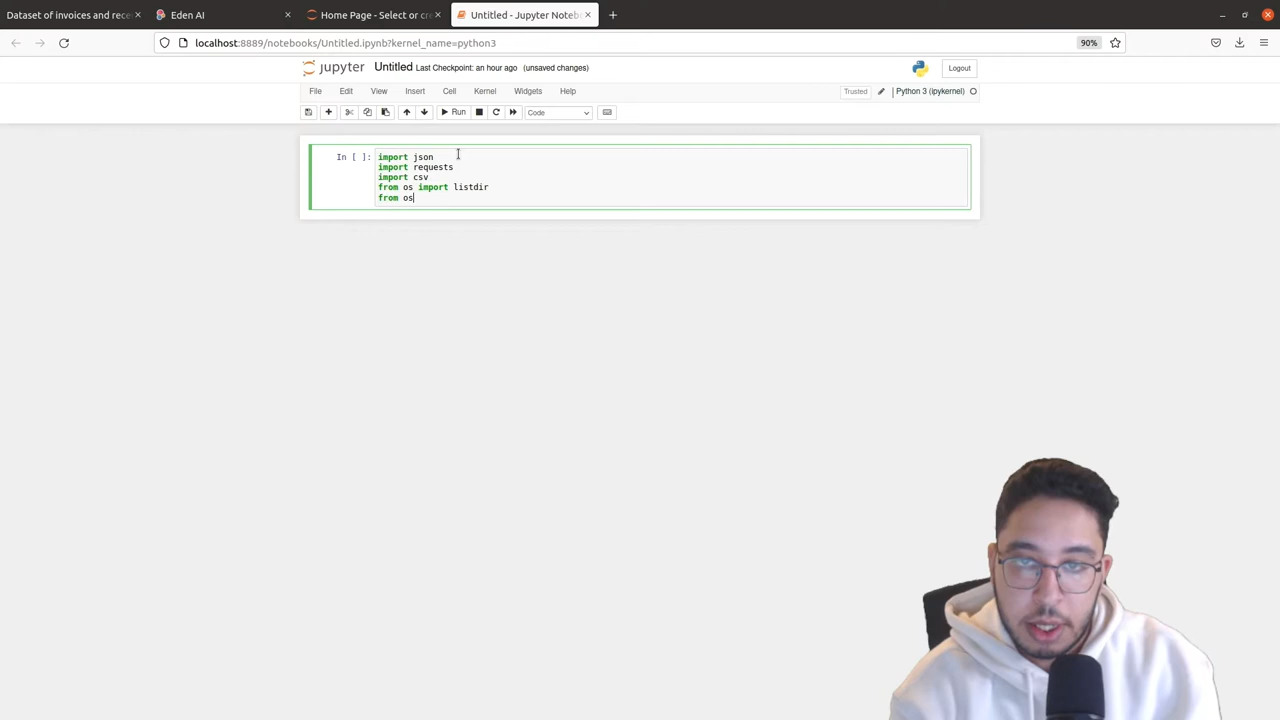 Dataset of invoices and rece
Eden AI
Home Page - Select or c
Untitled - Jupyter Noteb
localhost:8889/notebooks/Untitled.ipynb?kernel_name=python3
90%
jupyter Untitled Last Checkpoint: an hour ago (unsaved changes)
Logout
File Edit View Insert Cell Kernel Widgets Help
Trusted
Python 3 (ipykernel)
Run
Code
In [ ]:
import json
import requests
import csv
from os import listdir
from os